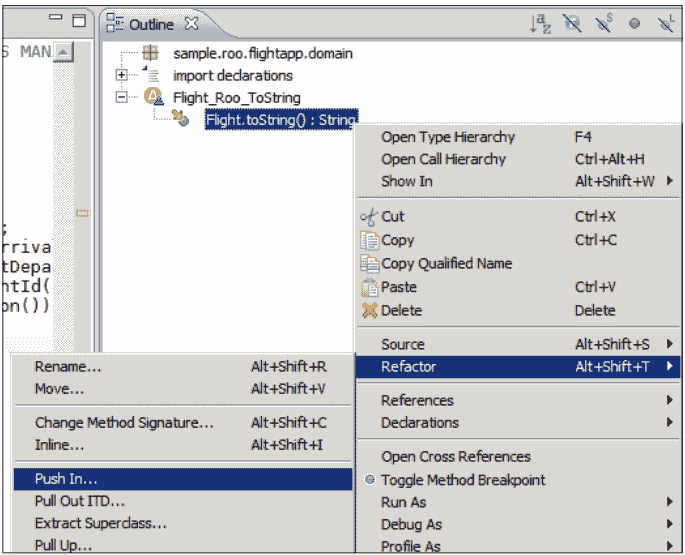 Outline
S MAN
sample.roo.flightapp.domain
import declarations
Flight_Roo_ToString
Flight.toString() : String
Open Type Hierarchy F4
Open Call Hierarchy Ctrl+Alt+H
Show In Alt+Shift+W
Cut Ctrl+X
Copy Ctrl+C
Copy Qualified Name
Paste Ctrl+V
Delete Delete
Source Alt+Shift+S
Refactor Alt+Shift+T
References
Declarations
Open Cross References
Toggle Method Breakpoint
Run As
Debug As
Profile As
;
rriva
tDepa
ntId(
on())
Rename... Alt+Shift+R
Move... Alt+Shift+V
Change Method Signature... Alt+Shift+C
Inline... Alt+Shift+I
Push In...
Pull Out ITD...
Extract Superclass...
Pull Up...